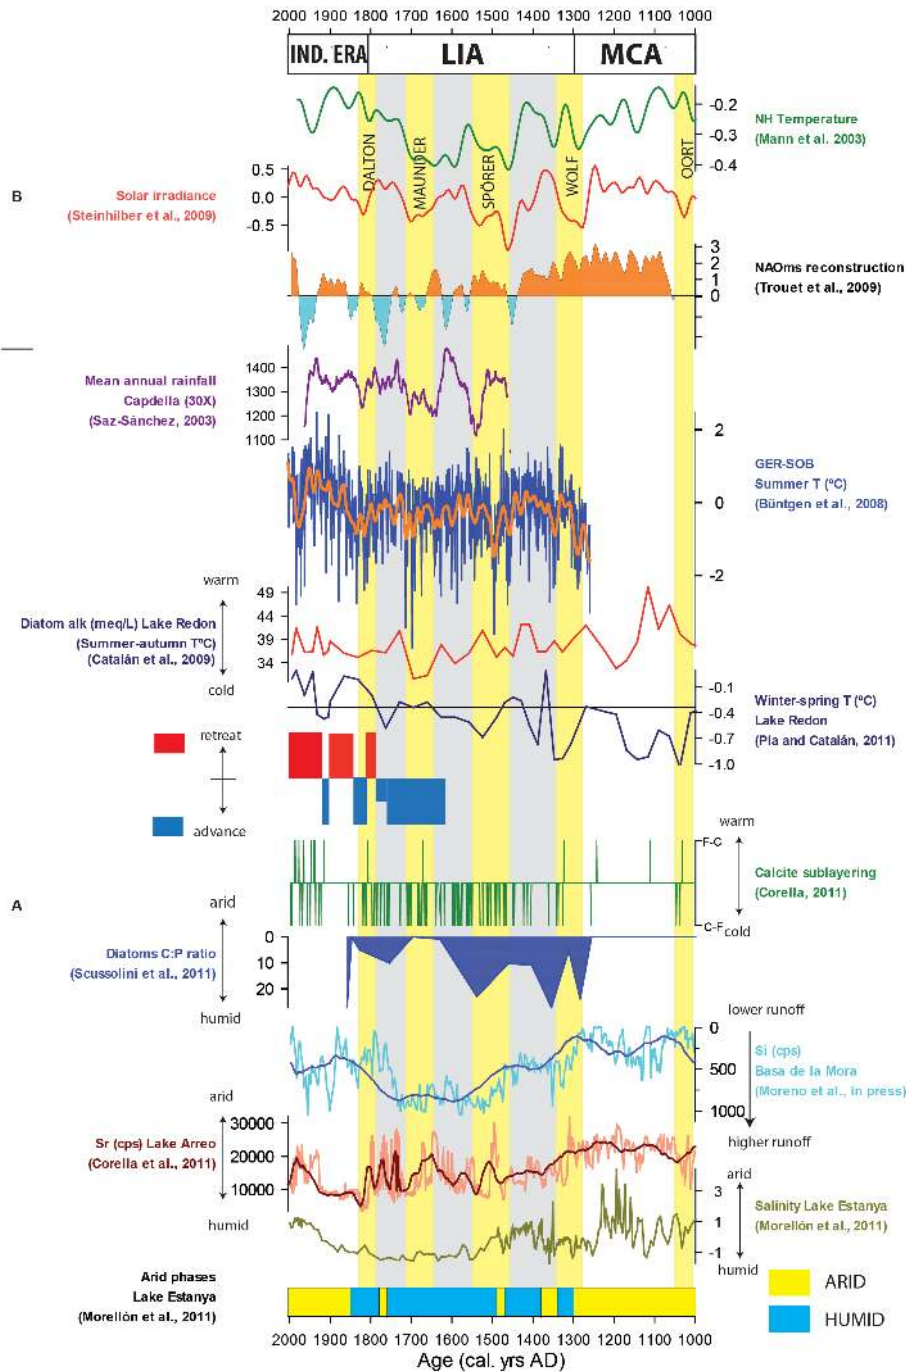 2000 1900 1800 1700 1600 1500 1400 1300 1200 1100 1000
IND. ERA LIA MCA
-0.2
-0.3
-0.4
NH Temperature
(Mann et al. 2003)
DALTON
MAUNDER
SPÖRER
WOLF
OORT
B
0.5
0.0
-0.5
Solar irradiance
(Steinhilber et al., 2009)
3
2
1
0
NAOms reconstruction
(Trouet et al., 2009)
1400
1300
1200
1100
Mean annual rainfall
Capdella (30X)
(Saz-Sánchez, 2003)
2
0
-2
GER-SOB
Summer T (ºC)
(Büntgen et al., 2008)
warm
49
44
39
34
Diatom alk (meq/L) Lake Redon
(Summer-autumn TºC)
(Catalán et al., 2009)
cold
-0.1
-0.4
-0.7
-1.0
Winter-spring T (ºC)
Lake Redon
(Pla and Catalán, 2011)
retreat
advance
warm
F-C
Calcite sublayering
(Corella, 2011)
C-F
cold
A
arid
0
10
20
Diatoms C:P ratio
(Scussolini et al., 2011)
humid
lower runoff
0
500
1000
Si (cps)
Basa de la Mora
(Moreno et al., in press)
higher runoff
arid
30000
20000
10000
Sr (cps) Lake Arreo
(Corella et al., 2011)
humid
arid
3
1
-1
Salinity Lake Estanya
(Morellón et al., 2011)
humid
Arid phases
Lake Estanya
(Morellón et al., 2011)
ARID
HUMID
2000 1900 1800 1700 1600 1500 1400 1300 1200 1100 1000
Age (cal. yrs AD)